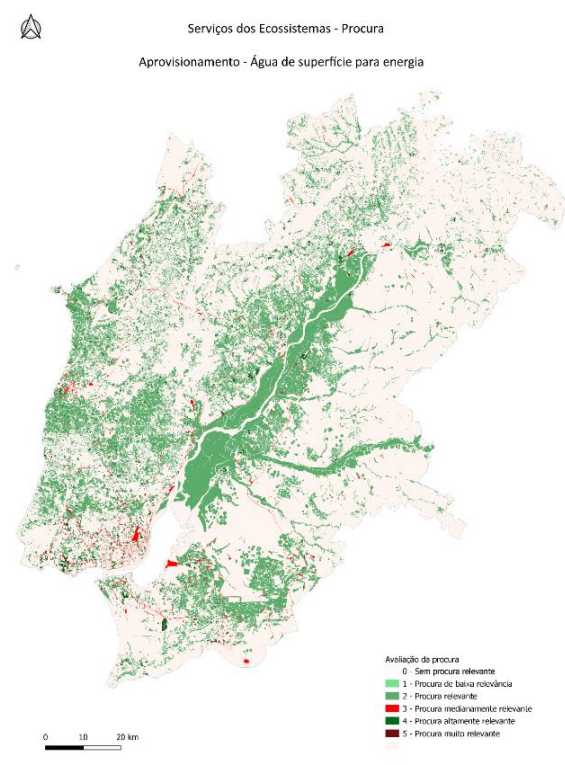 Serviços dos Ecossistemas - Procura
Aprovisionamento - Água de superfície para energia
Avaliação da procura
0 - Sem procura relevante
1 - Procura de baixa relevância
2 - Procura relevante
3 - Procura medianamente relevante
4 - Procura altamente relevante
5 - Procura muito relevante
0 10 20 km